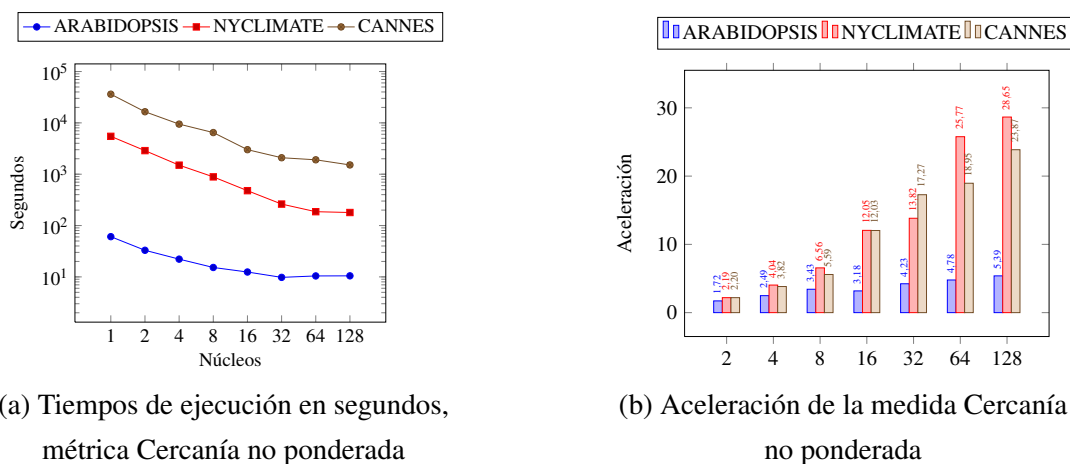 ARABIDOPSIS NYCLIMATE CANNES
10^5
10^4
10^3
10^2
10^1
Segundos
1 2 4 8 16 32 64 128
Núcleos
(a) Tiempos de ejecución en segundos,
métrica Cercanía no ponderada
ARABIDOPSIS NYCLIMATE CANNES
30
20
10
0
Aceleración
1,72 2,19 2,20
2,49 4,04 3,82
3,43 6,56 5,59
3,18 12,05 12,03
4,23 13,82 17,27
4,78 25,77 18,95
5,39 28,65 23,87
2 4 8 16 32 64 128
(b) Aceleración de la medida Cercanía
no ponderada